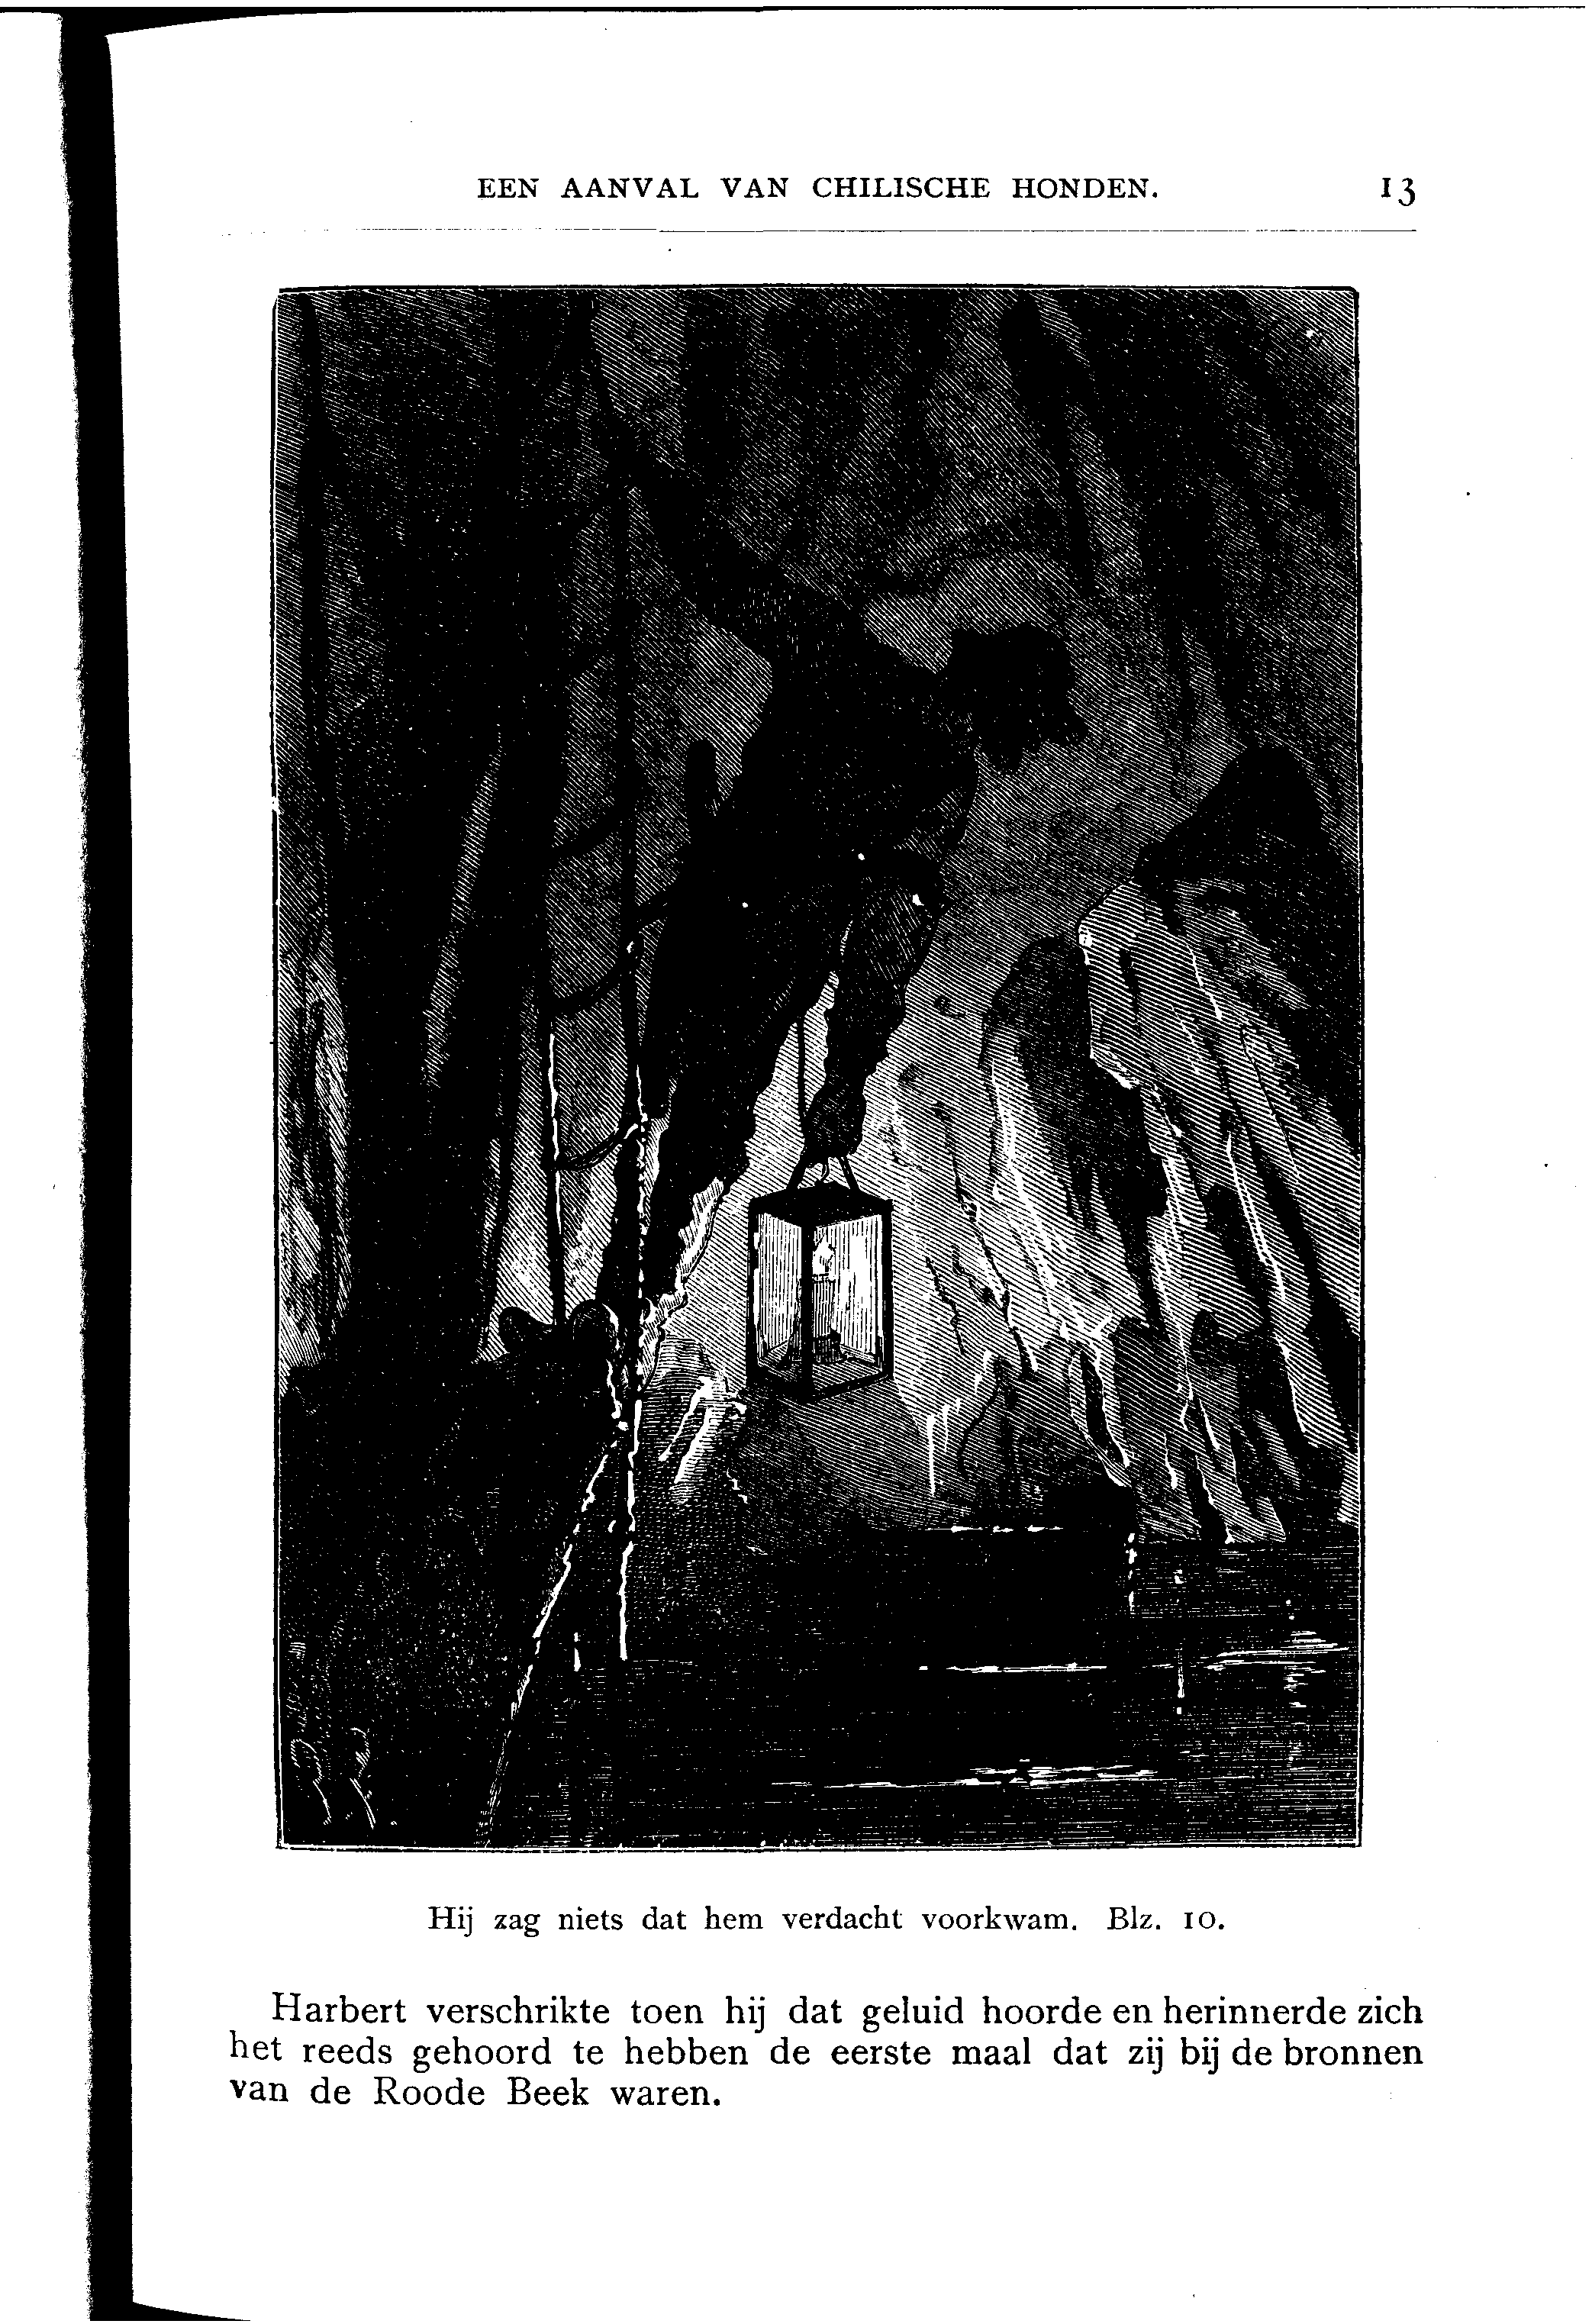 EEN AANVAL VAN CHILISCHE HONDEN. 13
Hij zag niets dat hem verdacht voorkwam. Blz. 10.
Harbert verschrikte toen hij dat geluid hoorde en herinnerde zich
het reeds gehoord te hebben de eerste maal dat zij bij de bronnen
van de Roode Beek waren.